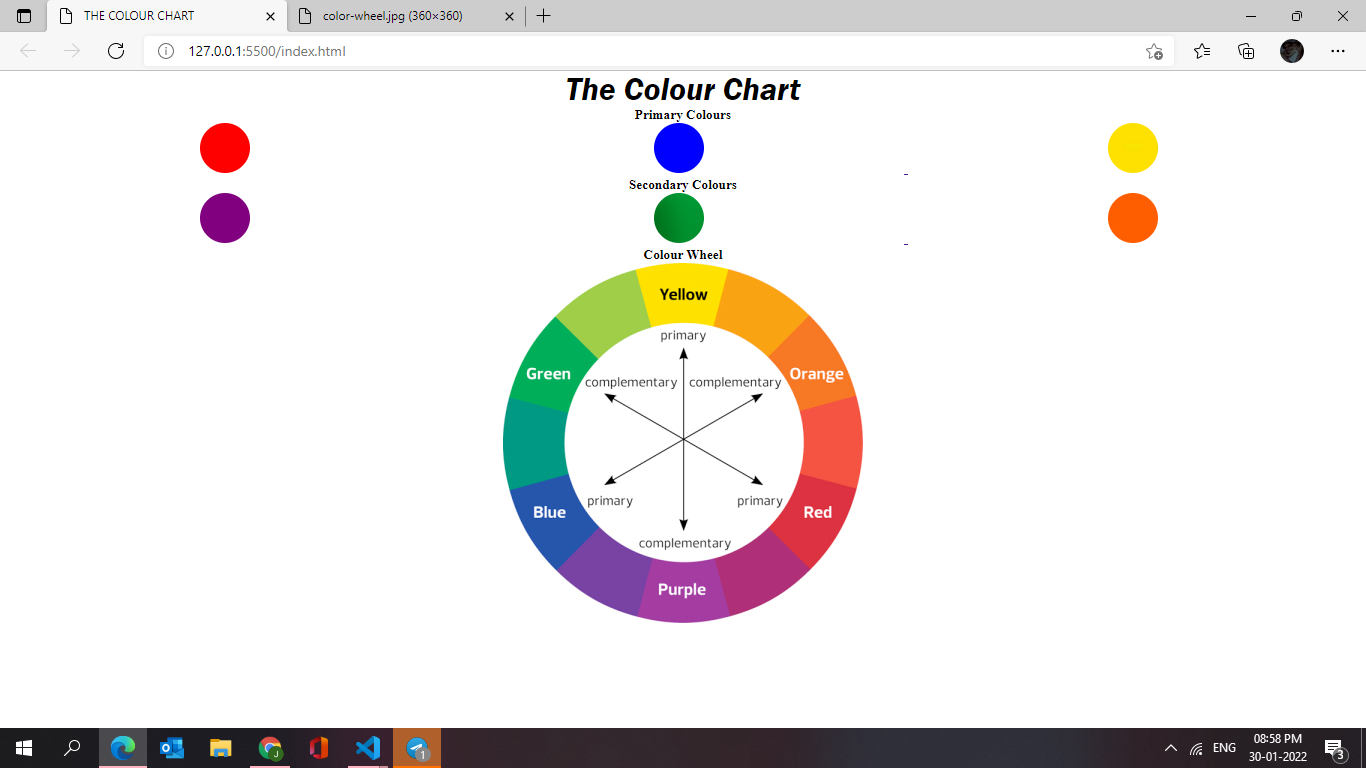 THE COLOUR CHART
color-wheel.jpg (360×360)
127.0.0.1:5500/index.html
The Colour Chart
Primary Colours
Secondary Colours
Colour Wheel
Yellow
primary
Green
complementary
complementary
Orange
Blue
primary
primary
Red
complementary
Purple
J
1
ENG
08:58 PM
30-01-2022
3